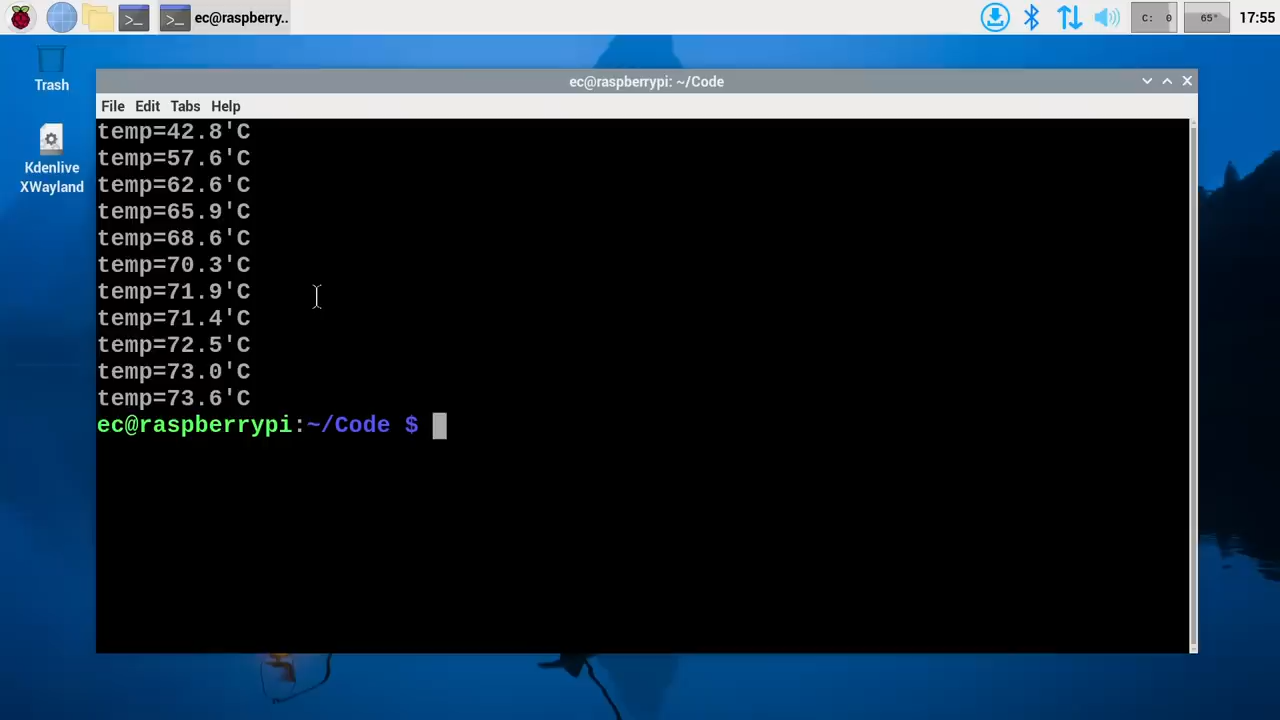 ec@raspberry..
C: 0
65°
17:55
Trash
Kdenlive
XWayland
ec@raspberrypi: ~/Code
File Edit Tabs Help
temp=42.8'C
temp=57.6'C
temp=62.6'C
temp=65.9'C
temp=68.6'C
temp=70.3'C
temp=71.9'C
temp=71.4'C
temp=72.5'C
temp=73.0'C
temp=73.6'C
ec@raspberrypi:~/Code $